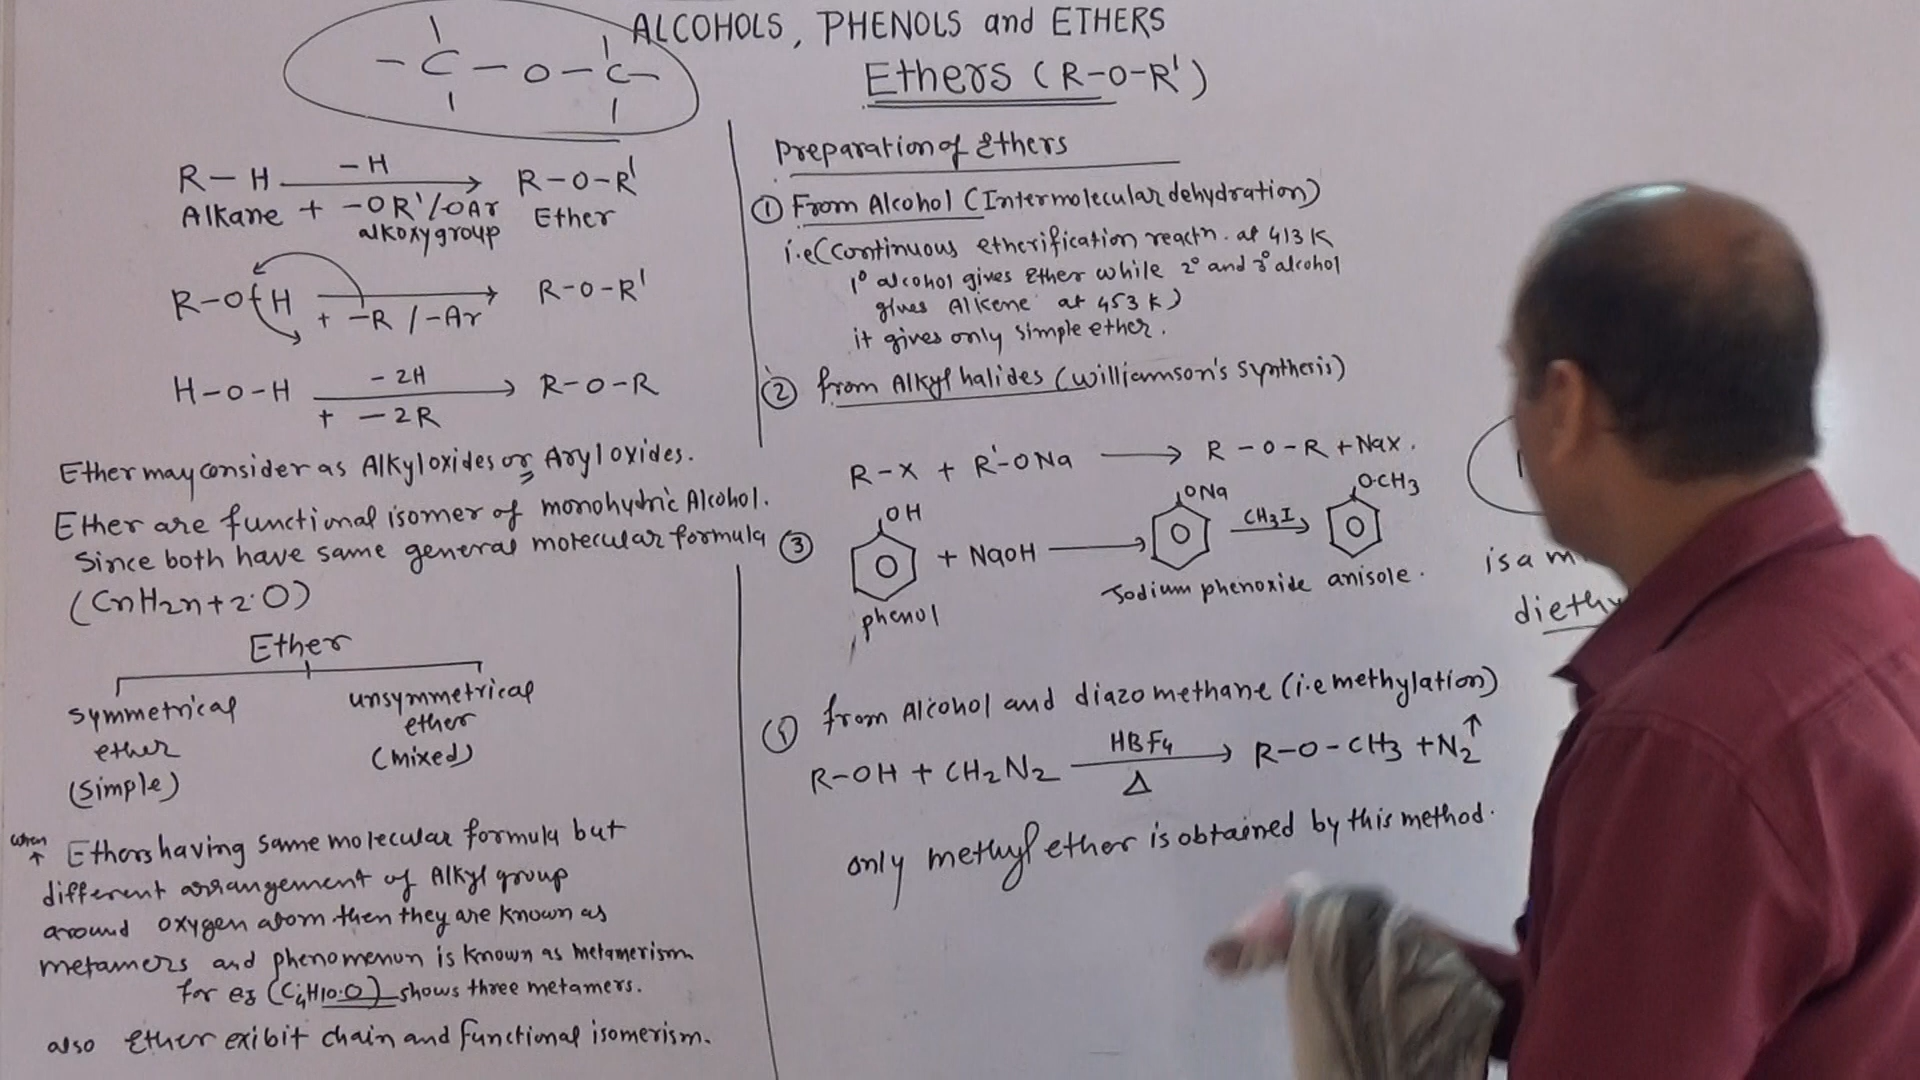 ALCOHOLS, PHENOLS and ETHERS
Ethers (R-O-R')
- C - O - C -
R-H -H → R-O-R'
Alkane + -OR'/-OAr Ether
alkoxy group
R-O H → R-O-R'
+ -R /-Ar
H-O-H -2H → R-O-R
+ -2R
Ether may consider as Alkyloxides or Aryloxides.
Ether are functional isomer of monohydric Alcohol.
Since both have same general molecular formula
(CnH2n+2·O)
Ether
symmetrical ether (simple)
unsymmetrical ether (mixed)
when ↑ Ethers having same molecular formula but
different arrangement of Alkyl group
around oxygen atom then they are known as
metamers and phenomenon is known as metamerism
for eg (C4H10·O) shows three metamers.
also Ether exibit chain and functional isomerism.
Preparation of Ethers
① From Alcohol (Intermolecular dehydration)
i.e (continuous etherification reactn. at 413 K
1° alcohol gives Ether while 2° and 3° alcohol
gives Alkene at 453 K)
it gives only simple ether.
② from Alkyl halides (Williamson's synthesis)
R-X + R'-ONa → R-O-R + NaX.
③ OH + NaOH → ONa CH3I → O-CH3
phenol Sodium phenoxide anisole.
from Alcohol and diazo methane (i.e methylation)
R-OH + CH2N2 HBF4 → R-O-CH3 + N2 ↑
Δ
only methyl ether is obtained by this method.
is a